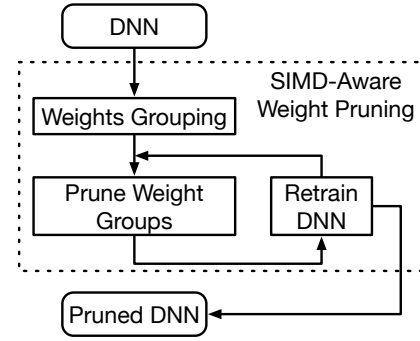 DNN
SIMD-Aware
Weight Pruning
Weights Grouping
Prune Weight
Groups
Retrain
DNN
Pruned DNN